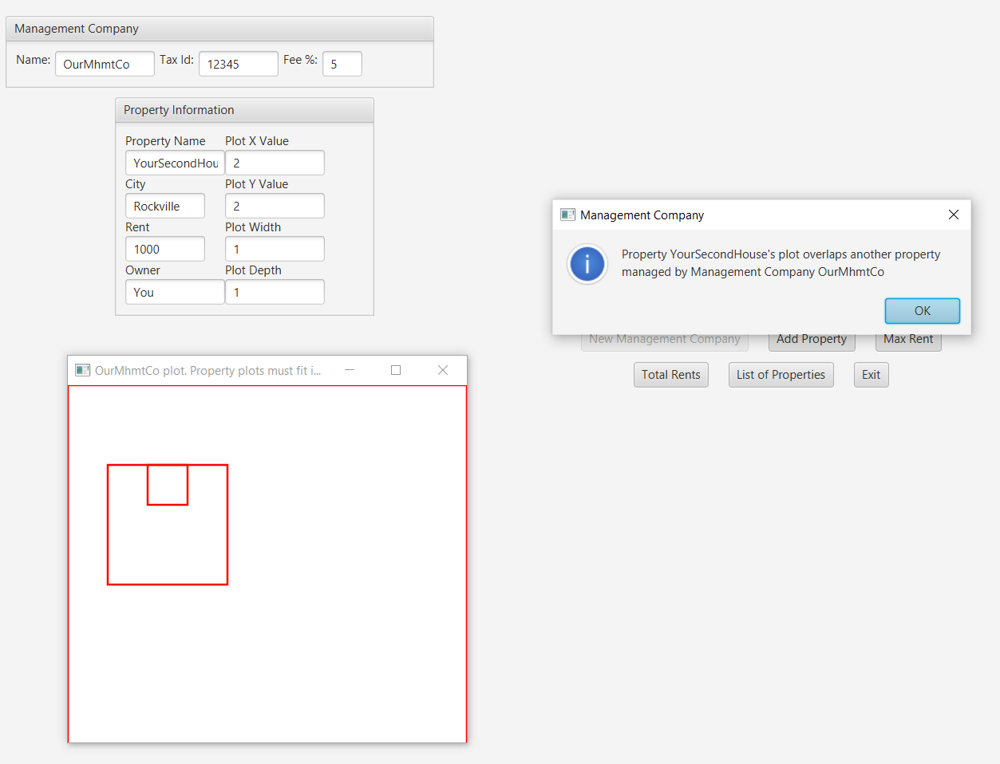 Management Company
Name: OurMhmtCo Tax Id: 12345 Fee %: 5
Property Information
Property Name Plot X Value
YourSecondHou 2
City Plot Y Value
Rockville 2
Rent Plot Width
1000 1
Owner Plot Depth
You 1
Management Company
Property YourSecondHouse's plot overlaps another property
managed by Management Company OurMhmtCo
OK
New Management Company Add Property Max Rent
Total Rents List of Properties Exit
OurMhmtCo plot. Property plots must fit i...